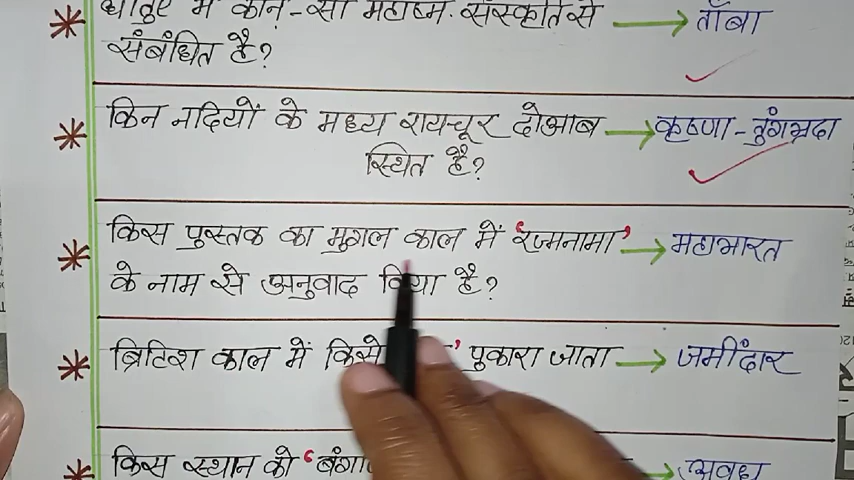 संस्कृति से → ताँबा
संबंधित है?
किन नदियों के मध्य रायचूर दोआब → कृष्णा - तुंगभद्रा
स्थित है?
किस पुस्तक का मुगल काल में 'रज्मनामा' → महाभारत
के नाम से अनुवाद किया है?
ब्रिटिश काल में किसे ' पुकारा जाता → जमींदार
किस स्थान को ' → अवध